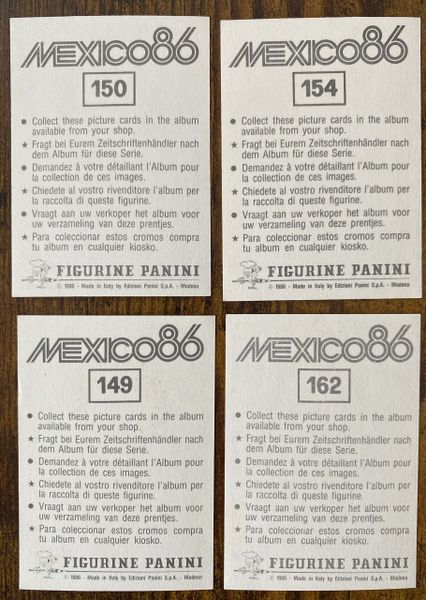 MEXICO86
150
● Collect these picture cards in the album
available from your shop.
★ Fragt bei Eurem Zeitschriftenhändler nach
dem Album für diese Serie.
● Demandez à votre détaillant l'Album pour
la collection de ces images.
★ Chiedete al vostro rivenditore l'album per
la raccolta di queste figurine.
● Vraagt aan uw verkoper het album voor
uw verzameling van deze prentjes.
★ Para coleccionar estos cromos compra
tu album en cualquier kiosko.
FIGURINE PANINI
© 1986 - Made in Italy by Edizioni Panini S.p.A. - Modena
MEXICO86
154
● Collect these picture cards in the album
available from your shop.
★ Fragt bei Eurem Zeitschriftenhändler nach
dem Album für diese Serie.
● Demandez à votre détaillant l'Album pour
la collection de ces images.
★ Chiedete al vostro rivenditore l'album per
la raccolta di queste figurine.
● Vraagt aan uw verkoper het album voor
uw verzameling van deze prentjes.
★ Para coleccionar estos cromos compra
tu album en cualquier kiosko.
FIGURINE PANINI
© 1986 - Made in Italy by Edizioni Panini S.p.A. - Modena
MEXICO86
149
● Collect these picture cards in the album
available from your shop.
★ Fragt bei Eurem Zeitschriftenhändler nach
dem Album für diese Serie.
● Demandez à votre détaillant l'Album pour
la collection de ces images.
★ Chiedete al vostro rivenditore l'album per
la raccolta di queste figurine.
● Vraagt aan uw verkoper het album voor
uw verzameling van deze prentjes.
★ Para coleccionar estos cromos compra
tu album en cualquier kiosko.
FIGURINE PANINI
© 1986 - Made in Italy by Edizioni Panini S.p.A. - Modena
MEXICO86
162
● Collect these picture cards in the album
available from your shop.
★ Fragt bei Eurem Zeitschriftenhändler nach
dem Album für diese Serie.
● Demandez à votre détaillant l'Album pour
la collection de ces images.
★ Chiedete al vostro rivenditore l'album per
la raccolta di queste figurine.
● Vraagt aan uw verkoper het album voor
uw verzameling van deze prentjes.
★ Para coleccionar estos cromos compra
tu album en cualquier kiosko.
FIGURINE PANINI
© 1986 - Made in Italy by Edizioni Panini S.p.A. - Modena